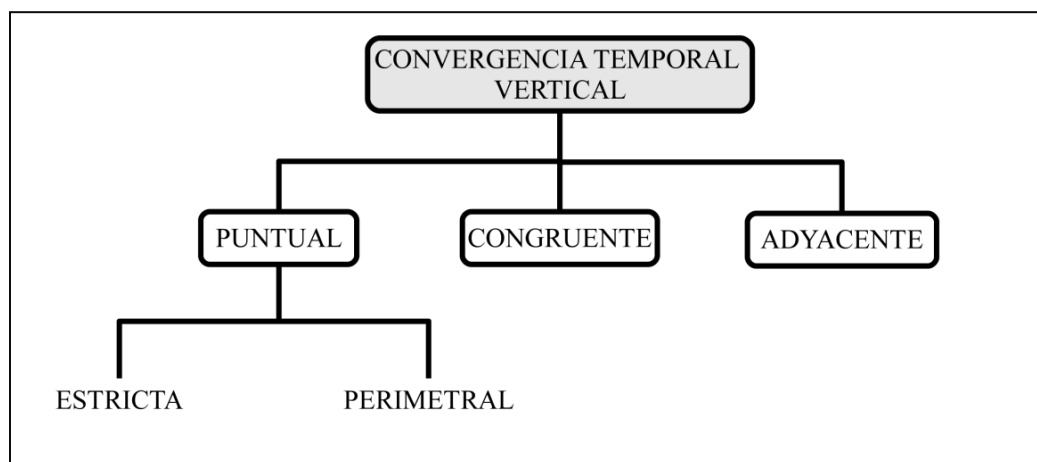 CONVERGENCIA TEMPORAL
VERTICAL
PUNTUAL
CONGRUENTE
ADYACENTE
ESTRICTA
PERIMETRAL